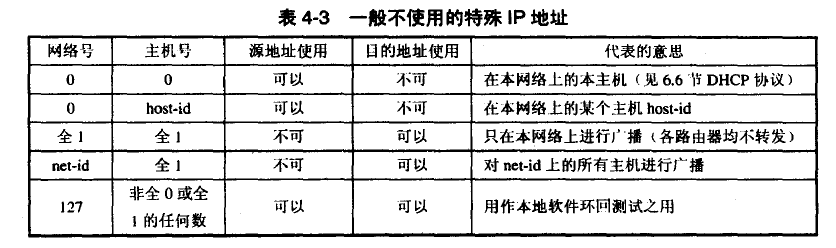 表 4-3 一般不使用的特殊 IP 地址
网络号 主机号 源地址使用 目的地址使用 代表的意思
0 0 可以 不可 在本网络上的本主机（见 6.6 节 DHCP 协议）
0 host-id 可以 不可 在本网络上的某个主机 host-id
全 1 全 1 不可 可以 只在本网络上进行广播（各路由器均不转发）
net-id 全 1 不可 可以 对 net-id 上的所有主机进行广播
127 非全 0 或全 1 的任何数 可以 可以 用作本地软件环回测试之用